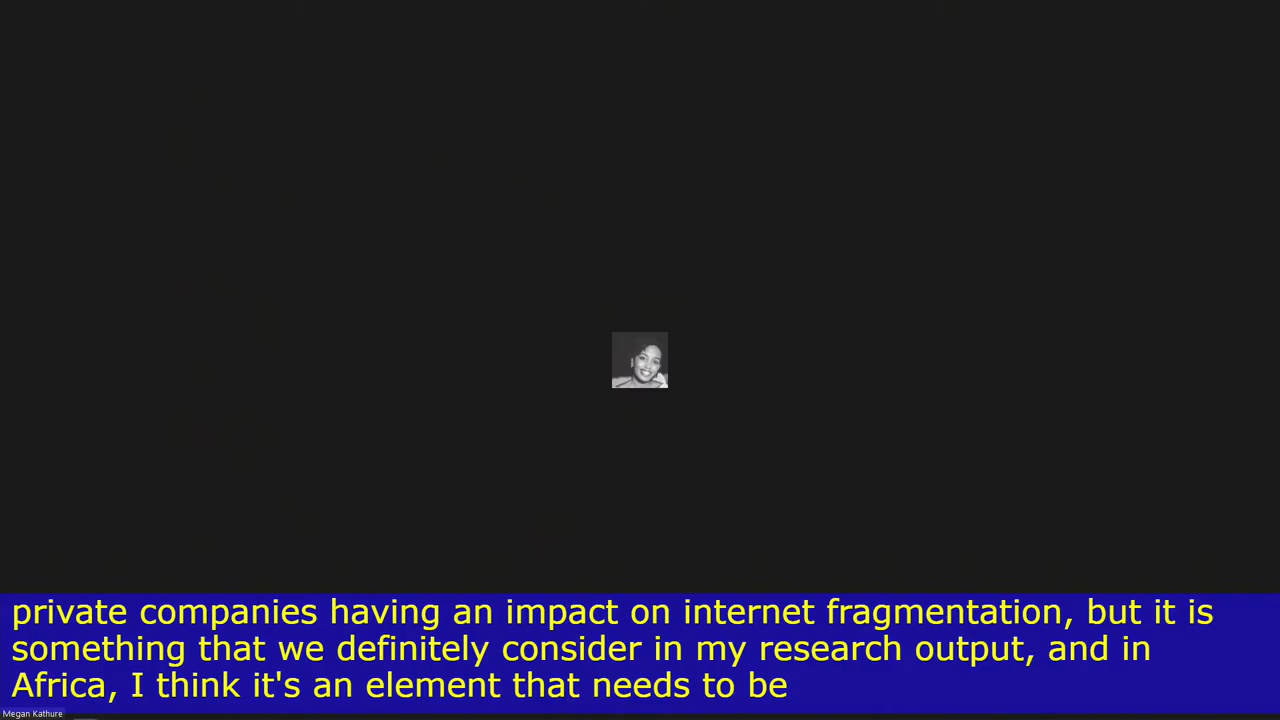 private companies having an impact on internet fragmentation, but it is
something that we definitely consider in my research output, and in
Africa, I think it's an element that needs to be
Megan Kathure